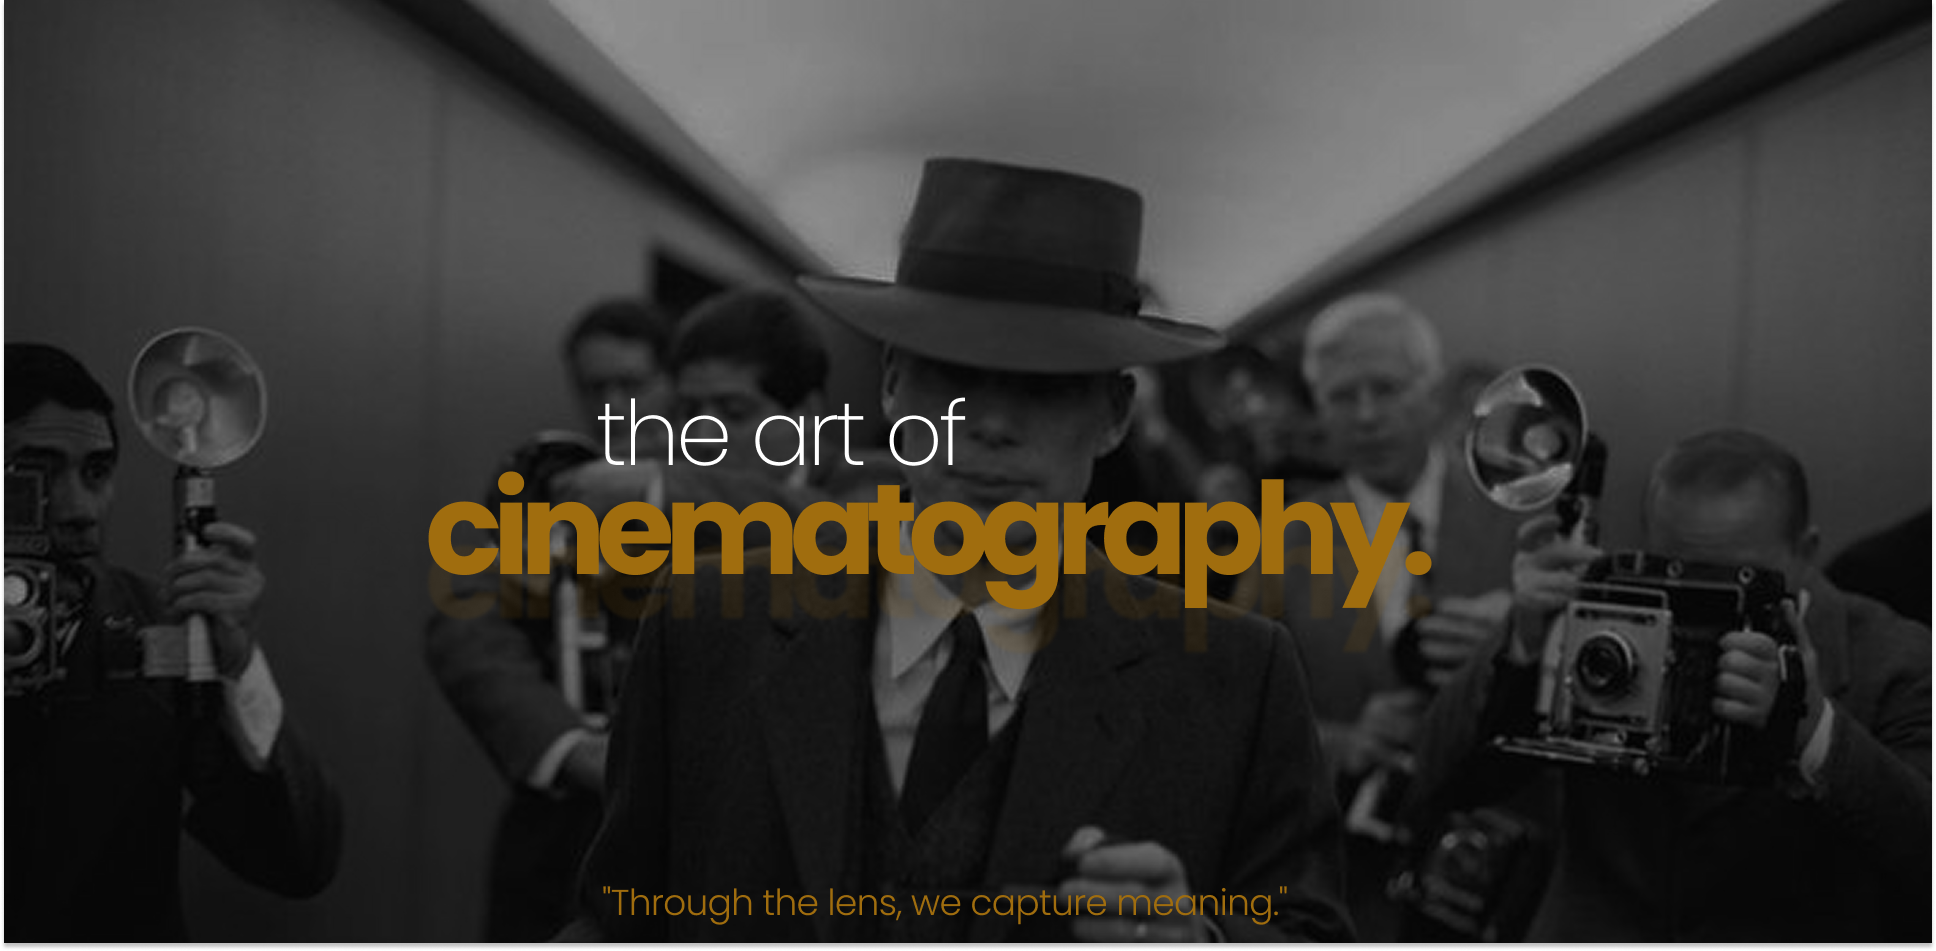 the art of
cinematography.
"Through the lens, we capture meaning."